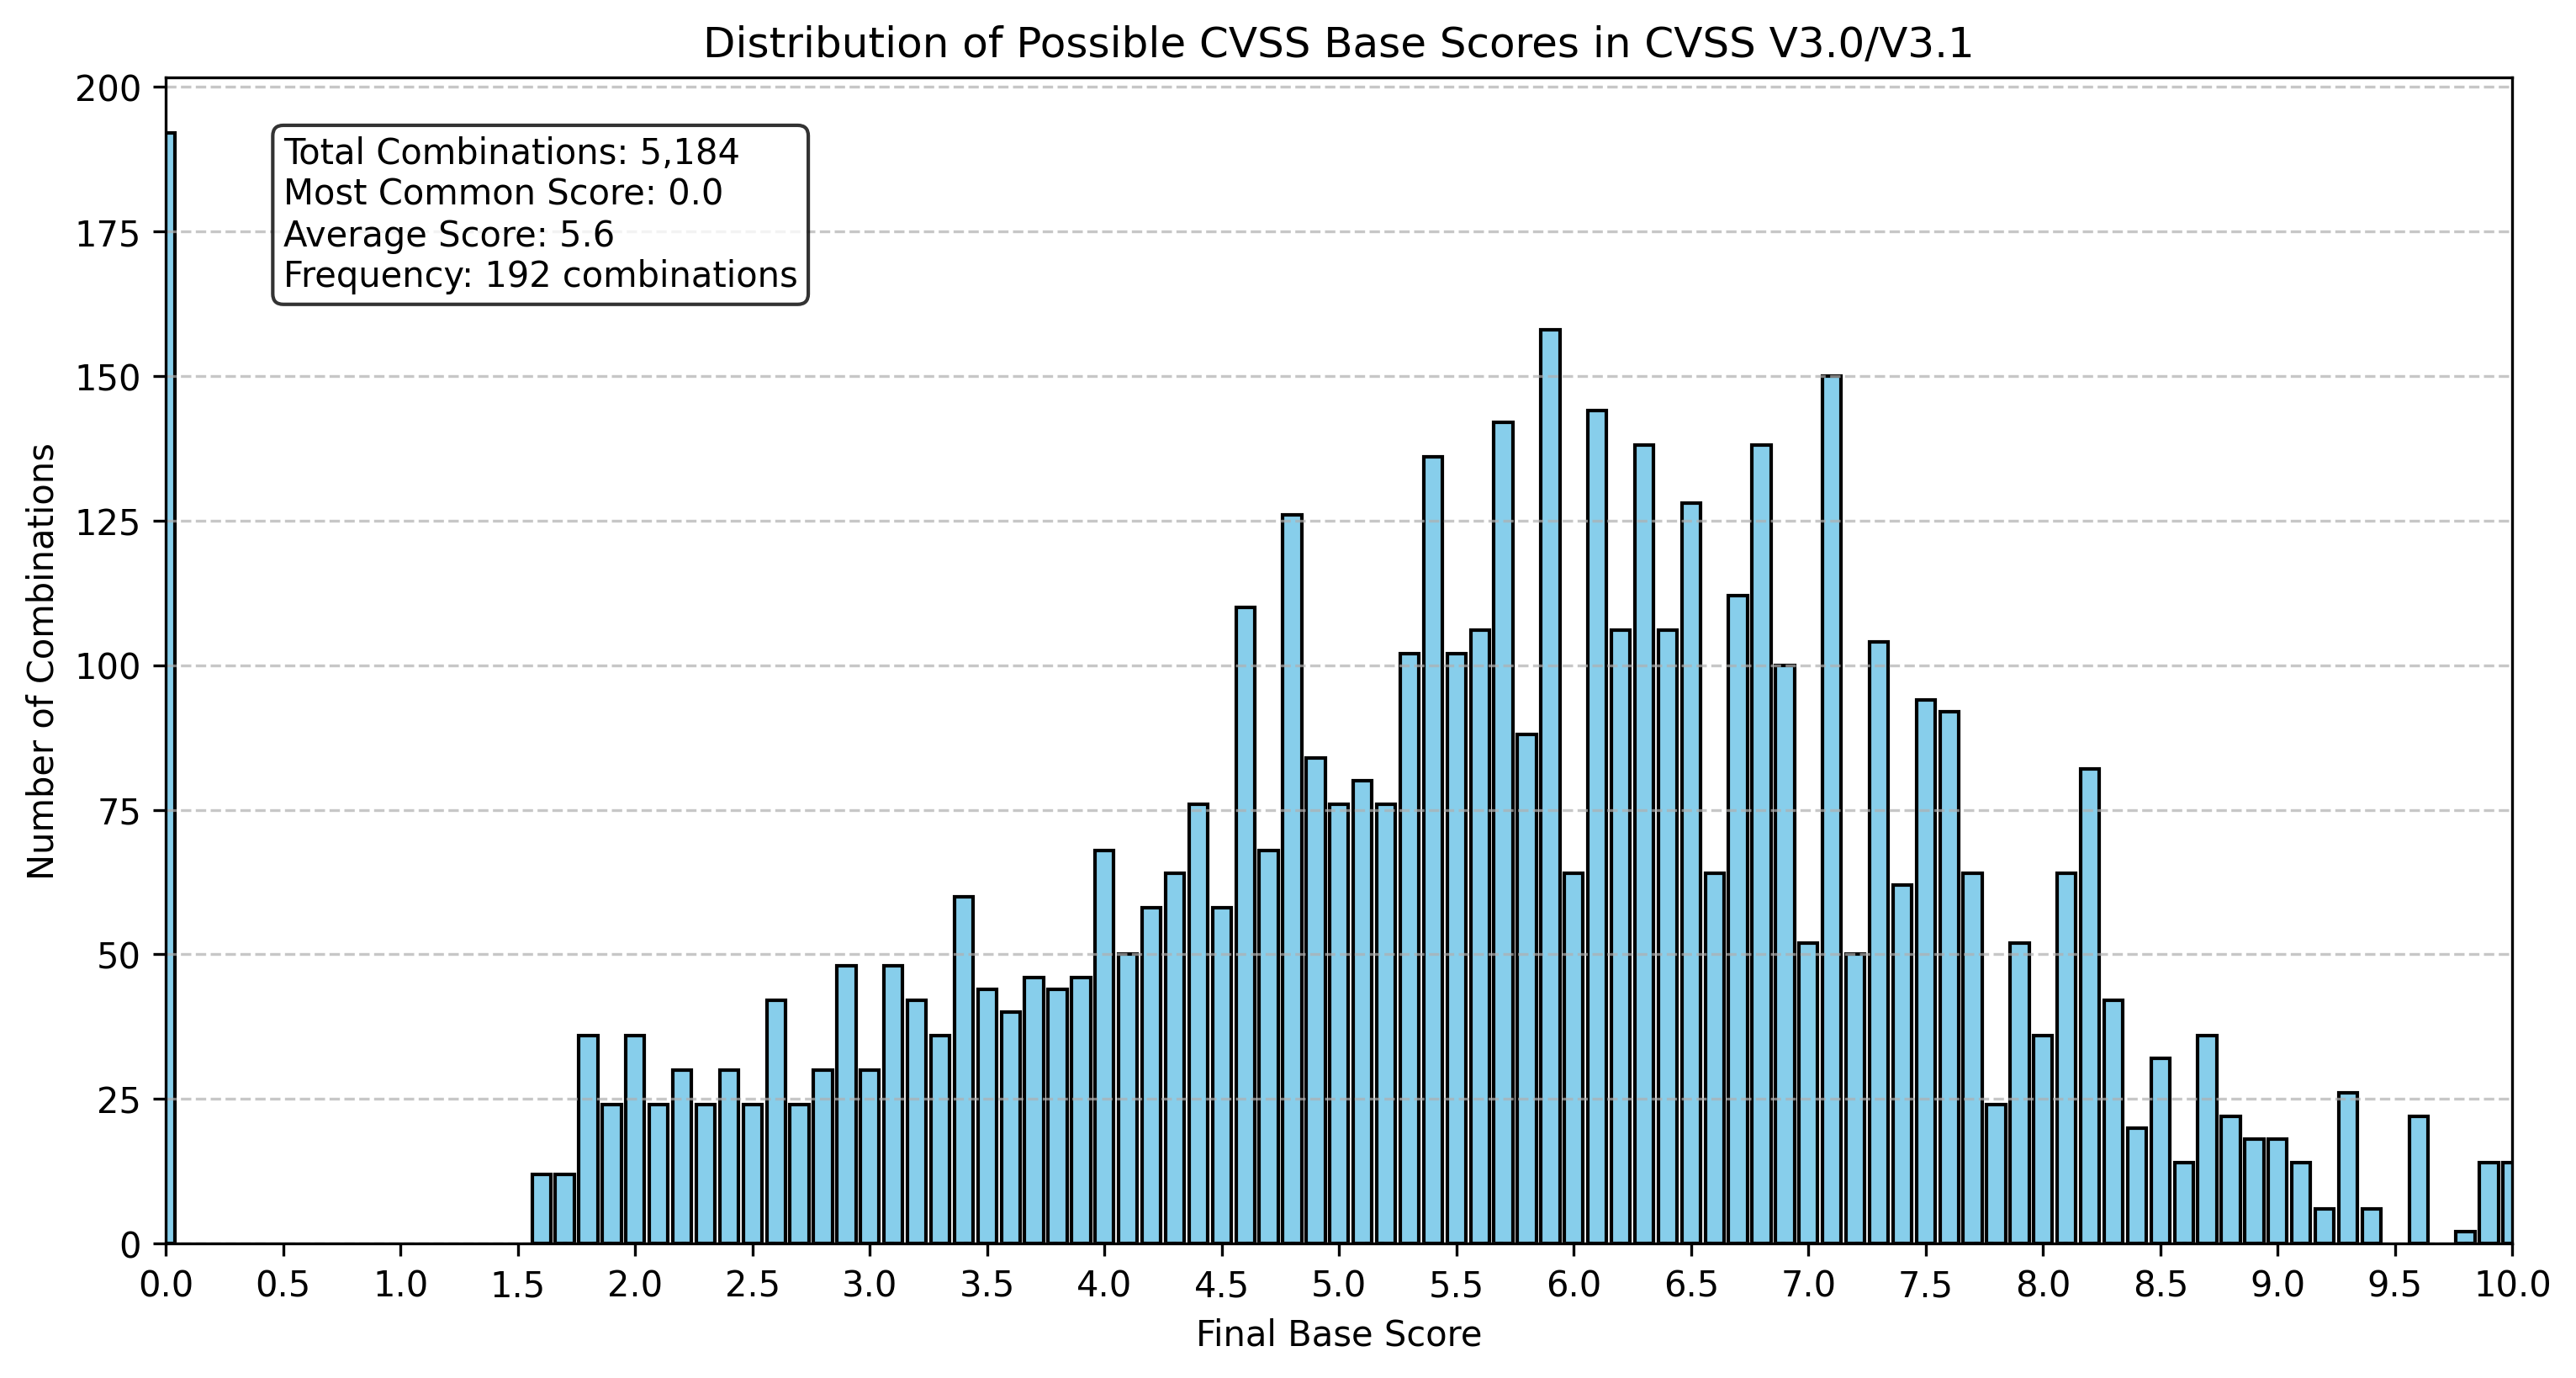 Distribution of Possible CVSS Base Scores in CVSS V3.0/V3.1
200
175
150
125
100
75
50
25
0
Number of Combinations
Total Combinations: 5,184
Most Common Score: 0.0
Average Score: 5.6
Frequency: 192 combinations
0.0 0.5 1.0 1.5 2.0 2.5 3.0 3.5 4.0 4.5 5.0 5.5 6.0 6.5 7.0 7.5 8.0 8.5 9.0 9.5 10.0
Final Base Score